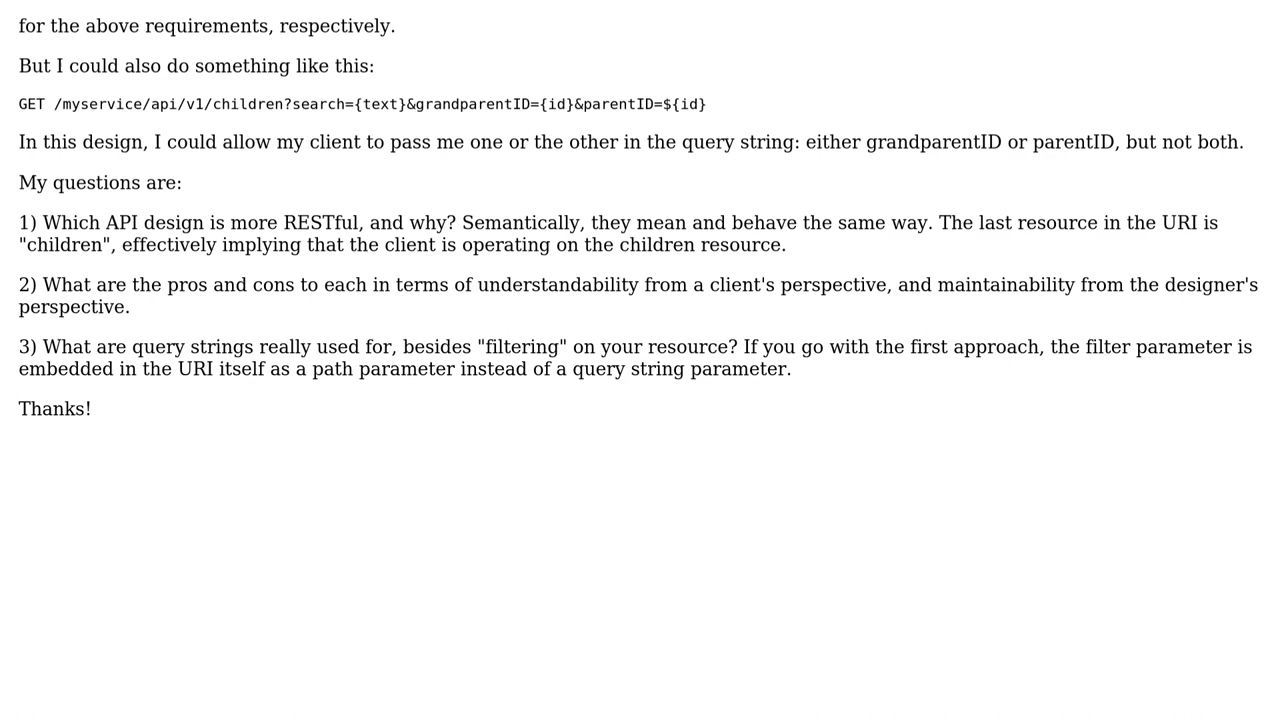 for the above requirements, respectively.
But I could also do something like this:
GET /myservice/api/v1/children?search={text}&grandparentID={id}&parentID=${id}
In this design, I could allow my client to pass me one or the other in the query string: either grandparentID or parentID, but not both.
My questions are:
1) Which API design is more RESTful, and why? Semantically, they mean and behave the same way. The last resource in the URI is
"children", effectively implying that the client is operating on the children resource.
2) What are the pros and cons to each in terms of understandability from a client's perspective, and maintainability from the designer's
perspective.
3) What are query strings really used for, besides "filtering" on your resource? If you go with the first approach, the filter parameter is
embedded in the URI itself as a path parameter instead of a query string parameter.
Thanks!